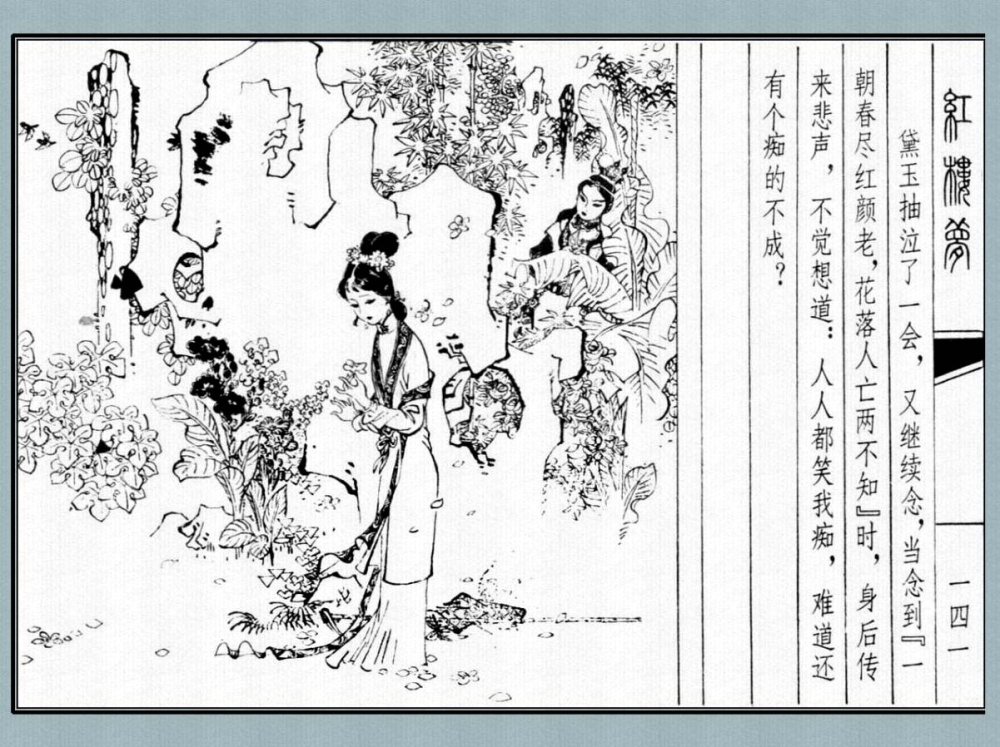 紅樓夢
一四一
黛玉抽泣了一会，又继续念，当念到『一
朝春尽红颜老，花落人亡两不知』时，身后传
来悲声，不觉想道：人人都笑我痴，难道还
有个痴的不成？